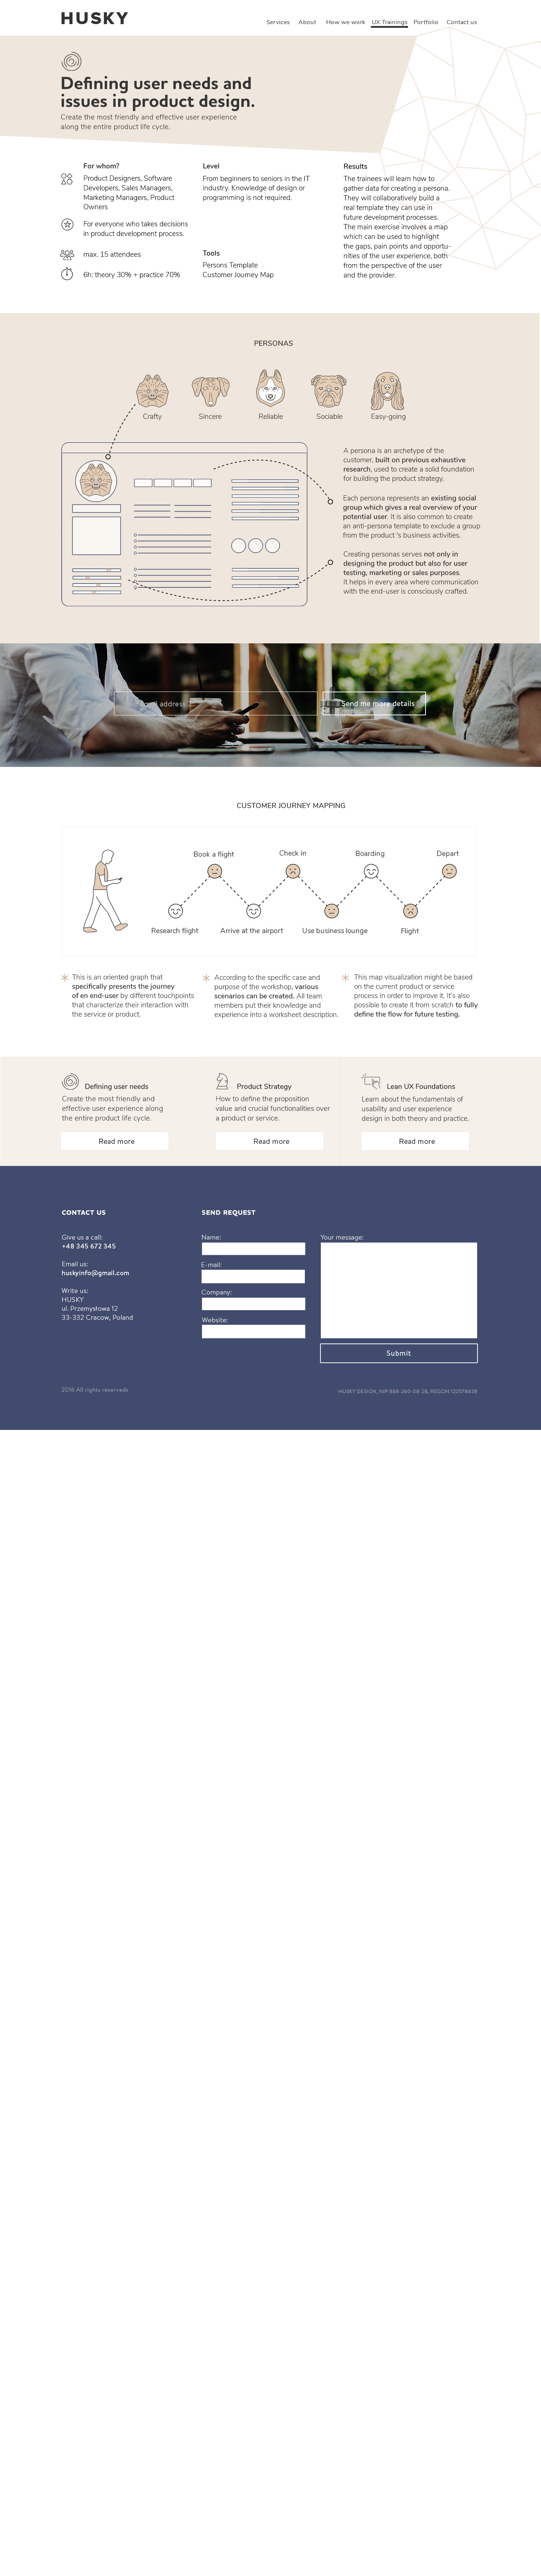 HUSKY
Services About How we work UX Trainings Portfolio Contact us
Defining user needs and
issues in product design.
Create the most friendly and effective user experience
along the entire product life cycle.
For whom?
Product Designers, Software
Developers, Sales Managers,
Marketing Managers, Product
Owners
For everyone who takes decisions
in product development process.
max. 15 attendees
6h: theory 30% + practice 70%
Level
From beginners to seniors in the IT
industry. Knowledge of design or
programming is not required.
Tools
Persons Template
Customer Journey Map
Results
The trainees will learn how to
gather data for creating a persona.
They will collaboratively build a
real template they can use in
future development processes.
The main exercise involves a map
which can be used to highlight
the gaps, pain points and opportu-
nities of the user experience, both
from the perspective of the user
and the provider.
PERSONAS
Crafty Sincere Reliable Sociable Easy-going
A persona is an archetype of the
customer, built on previous exhaustive
research, used to create a solid foundation
for building the product strategy.
Each persona represents an existing social
group which gives a real overview of your
potential user. It is also common to create
an anti-persona template to exclude a group
from the product 's business activities.
Creating personas serves not only in
designing the product but also for user
testing, marketing or sales purposes.
It helps in every area where communication
with the end-user is consciously crafted.
address
Send me more details
CUSTOMER JOURNEY MAPPING
Book a flight Check in Boarding Depart
Research flight Arrive at the airport Use business lounge Flight
This is an oriented graph that
specifically presents the journey
of en end-user by different touchpoints
that characterize their interaction with
the service or product.
According to the specific case and
purpose of the workshop, various
scenarios can be created. All team
members put their knowledge and
experience into a worksheet description.
This map visualization might be based
on the current product or service
process in order to improve it. It's also
possible to create it from scratch to fully
define the flow for future testing.
Defining user needs
Create the most friendly and
effective user experience along
the entire product life cycle.
Read more
Product Strategy
How to define the proposition
value and crucial functionalities over
a product or service.
Read more
Lean UX Foundations
Learn about the fundamentals of
usability and user experience
design in both theory and practice.
Read more
CONTACT US
Give us a call:
+48 345 672 345
Email us:
huskyinfo@gmail.com
Write us:
HUSKY
ul. Przemysłowa 12
33-332 Cracow, Poland
SEND REQUEST
Name:
E-mail:
Company:
Website:
Your message:
Submit
2016 All rights reserveds
HUSKY DESIGN, NIP 888-260-08-28, REGON 122578426